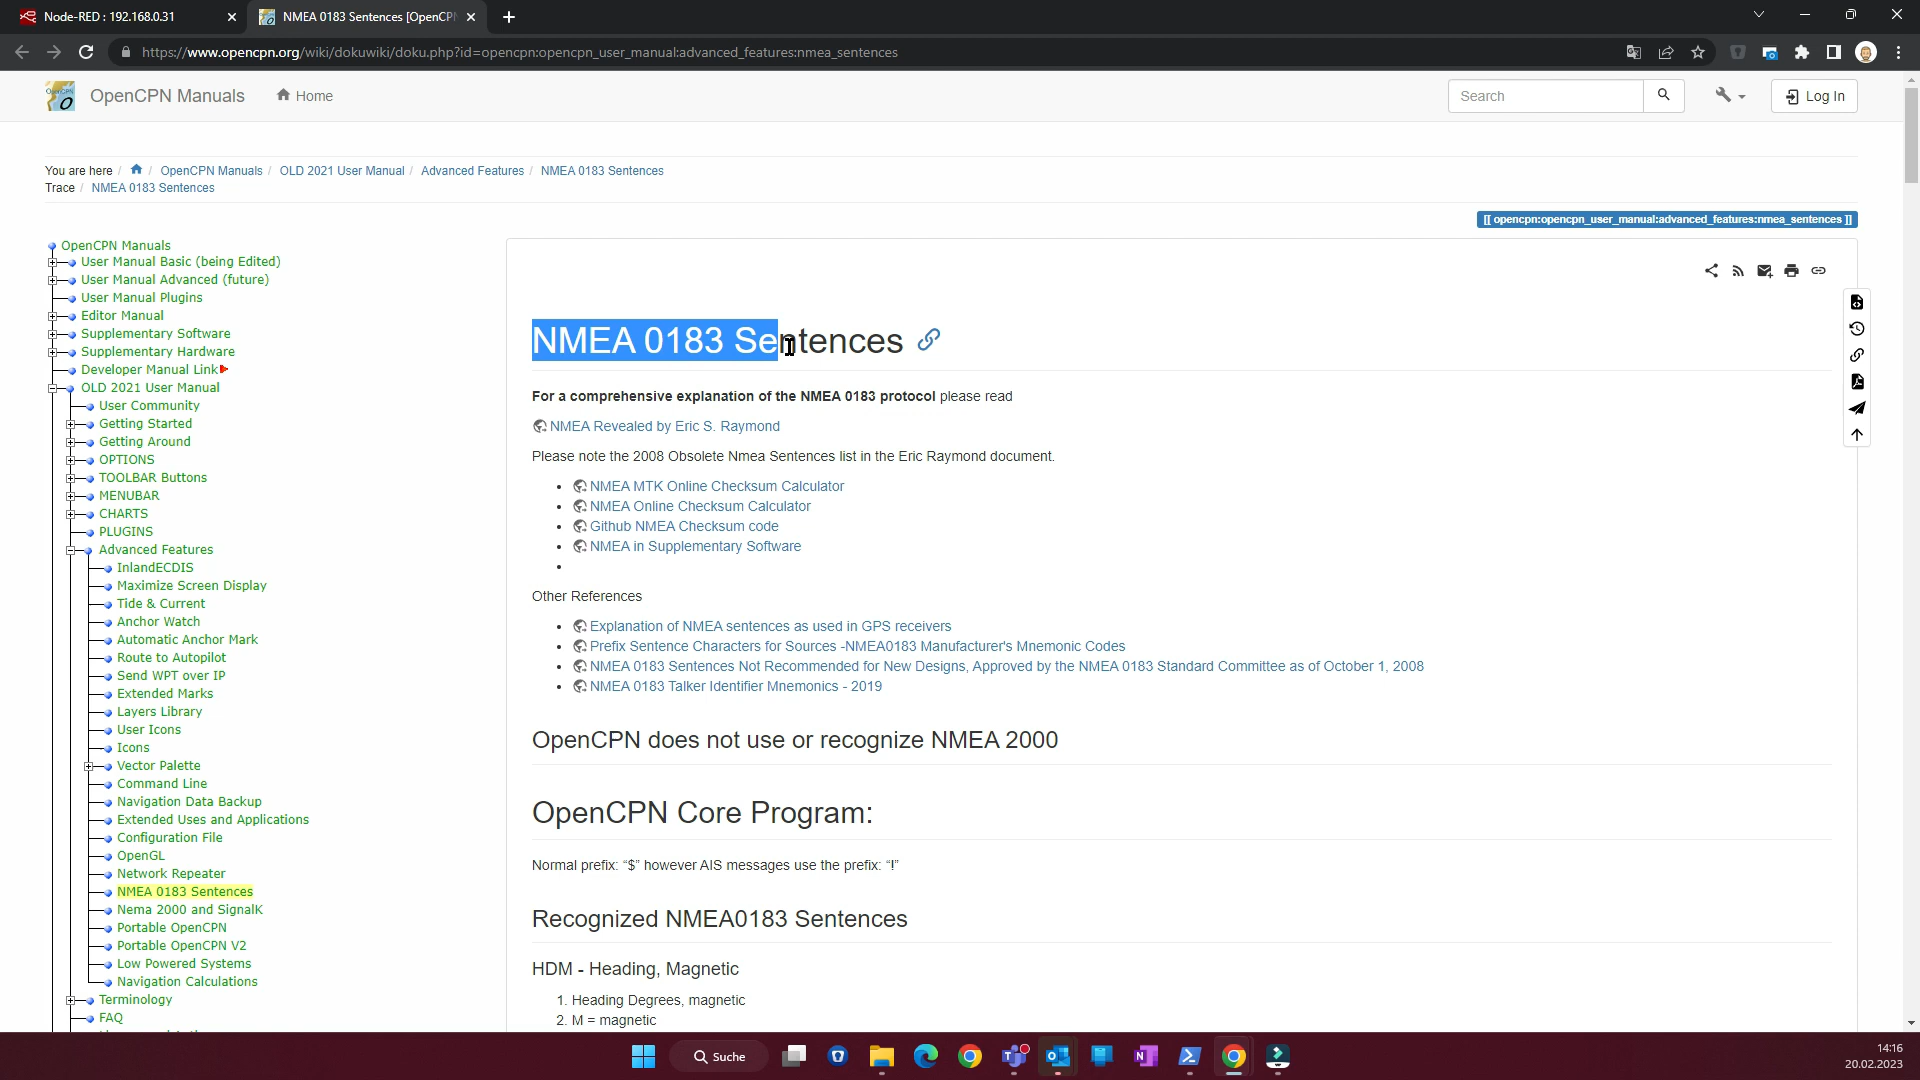 Node-RED : 192.168.0.31
NMEA 0183 Sentences [OpenCPN
https://www.opencpn.org/wiki/dokuwiki/doku.php?id=opencpn:opencpn_user_manual:advanced_features:nmea_sentences
OpenCPN Manuals
Home
Search
Log In
You are here / / OpenCPN Manuals / OLD 2021 User Manual / Advanced Features / NMEA 0183 Sentences
Trace / NMEA 0183 Sentences
[[ opencpn:opencpn_user_manual:advanced_features:nmea_sentences ]]
OpenCPN Manuals
User Manual Basic (being Edited)
User Manual Advanced (future)
User Manual Plugins
Editor Manual
Supplementary Software
Supplementary Hardware
Developer Manual Link
OLD 2021 User Manual
User Community
Getting Started
Getting Around
OPTIONS
TOOLBAR Buttons
MENUBAR
CHARTS
PLUGINS
Advanced Features
InlandECDIS
Maximize Screen Display
Tide & Current
Anchor Watch
Automatic Anchor Mark
Route to Autopilot
Send WPT over IP
Extended Marks
Layers Library
User Icons
Icons
Vector Palette
Command Line
Navigation Data Backup
Extended Uses and Applications
Configuration File
OpenGL
Network Repeater
NMEA 0183 Sentences
Nema 2000 and SignalK
Portable OpenCPN
Portable OpenCPN V2
Low Powered Systems
Navigation Calculations
Terminology
FAQ
NMEA 0183 Sentences
For a comprehensive explanation of the NMEA 0183 protocol please read
NMEA Revealed by Eric S. Raymond
Please note the 2008 Obsolete Nmea Sentences list in the Eric Raymond document.
• NMEA MTK Online Checksum Calculator
• NMEA Online Checksum Calculator
• Github NMEA Checksum code
• NMEA in Supplementary Software
•
Other References
• Explanation of NMEA sentences as used in GPS receivers
• Prefix Sentence Characters for Sources -NMEA0183 Manufacturer's Mnemonic Codes
• NMEA 0183 Sentences Not Recommended for New Designs, Approved by the NMEA 0183 Standard Committee as of October 1, 2008
• NMEA 0183 Talker Identifier Mnemonics - 2019
OpenCPN does not use or recognize NMEA 2000
OpenCPN Core Program:
Normal prefix: “$” however AIS messages use the prefix: “!”
Recognized NMEA0183 Sentences
HDM - Heading, Magnetic
1. Heading Degrees, magnetic
2. M = magnetic
Suche
14:16
20.02.2023